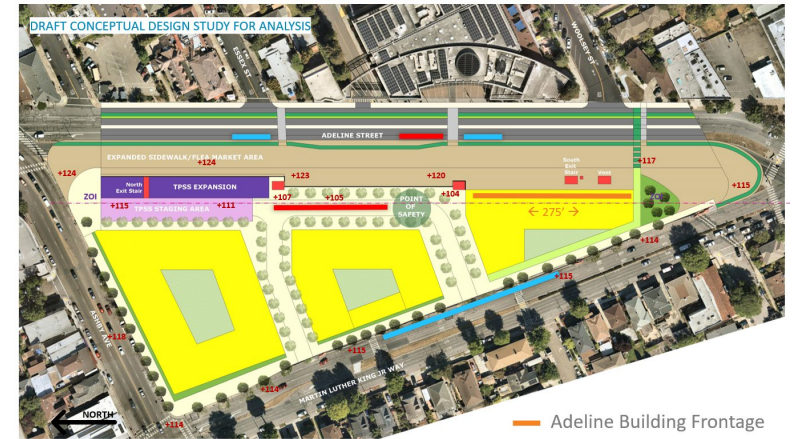 DRAFT CONCEPTUAL DESIGN STUDY FOR ANALYSIS
ESSEX ST
WOOLSEY ST
ADELINE STREET
EXPANDED SIDEWALK/FLEA MARKET AREA
+124
+124
+123
+120
+117
+115
South
Exit
Stair
Vent
North
Exit Stair
TPSS EXPANSION
ZOI
+107
+105
+104
+115
+111
TPSS STAGING AREA
POINT
OF
SAFETY
← 275' →
+114
+115
ASHBY AVE
+118
+115
+114
MARTIN LUTHER KING JR WAY
+114
NORTH
Adeline Building Frontage